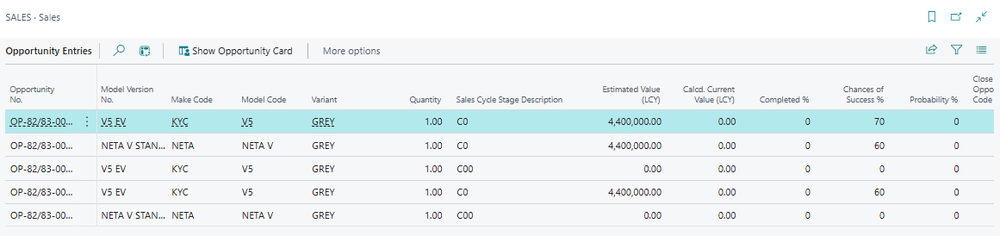 SALES · Sales
Opportunity Entries Show Opportunity Card More options
Opportunity No. Model Version No. Make Code Model Code Variant Quantity Sales Cycle Stage Description Estimated Value (LCY) Calcd. Current Value (LCY) Completed % Chances of Success % Probability % Close Oppo Code
OP-82/83-00... V5 EV KYC V5 GREY 1.00 C0 4,400,000.00 0.00 0 70 0
OP-82/83-00... NETA V STAN... NETA NETA V GREY 1.00 C0 4,400,000.00 0.00 0 60 0
OP-82/83-00... V5 EV KYC V5 GREY 1.00 C00 0.00 0.00 0 0 0
OP-82/83-00... V5 EV KYC V5 GREY 1.00 C0 4,400,000.00 0.00 0 60 0
OP-82/83-00... NETA V STAN... NETA NETA V GREY 1.00 C00 0.00 0.00 0 0 0